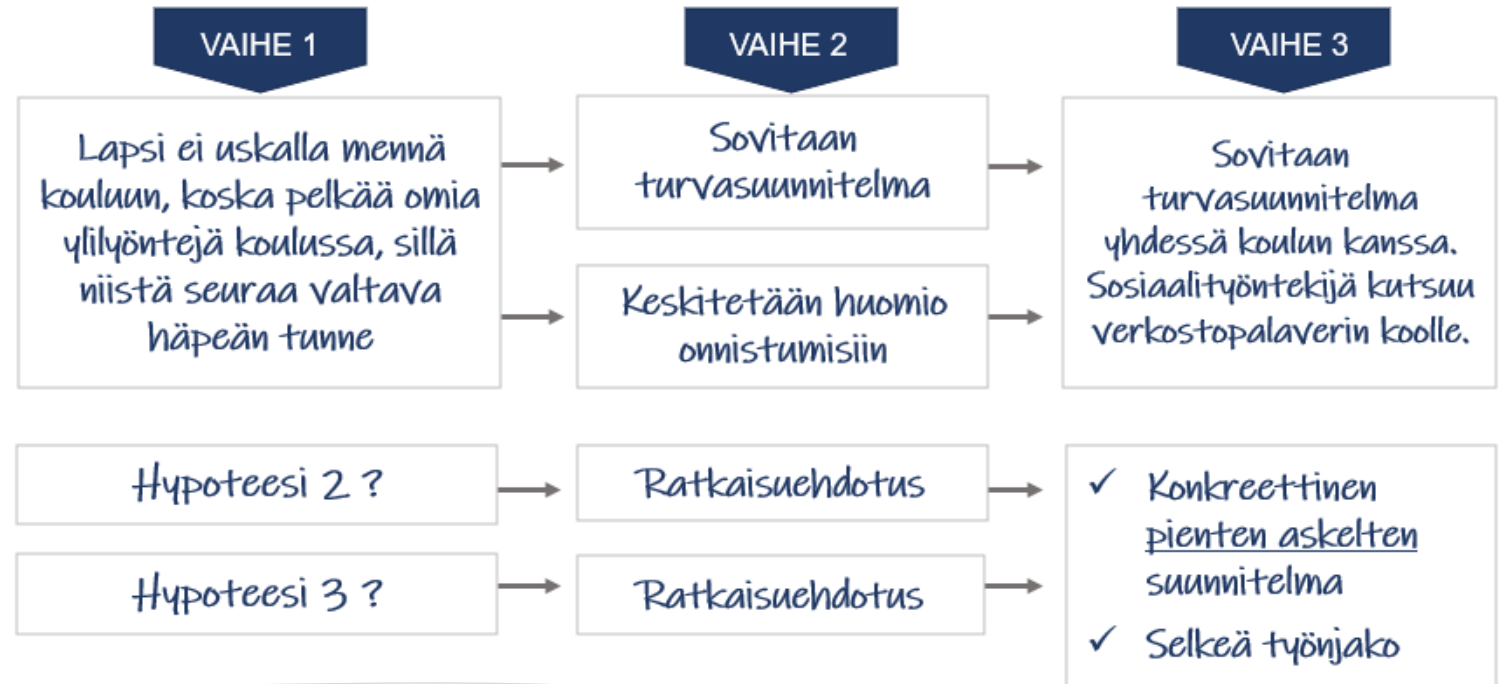 VAIHE 1
VAIHE 2
VAIHE 3
Lapsi ei uskalla mennä
kouluun, koska pelkää omia
ylilyöntejä koulussa, sillä
niistä seuraa valtava
häpeän tunne
Sovitaan
turvasuunnitelma
Keskitetään huomio
onnistumisiin
Sovitaan
turvasuunnitelma
yhdessä koulun kanssa.
Sosiaalityöntekijä kutsuu
verkostopalaverin koolle.
Hypoteesi 2 ?
Ratkaisuehdotus
Hypoteesi 3 ?
Ratkaisuehdotus
✓ Konkreettinen
pienten askelten
suunnitelma
✓ Selkeä työnjako